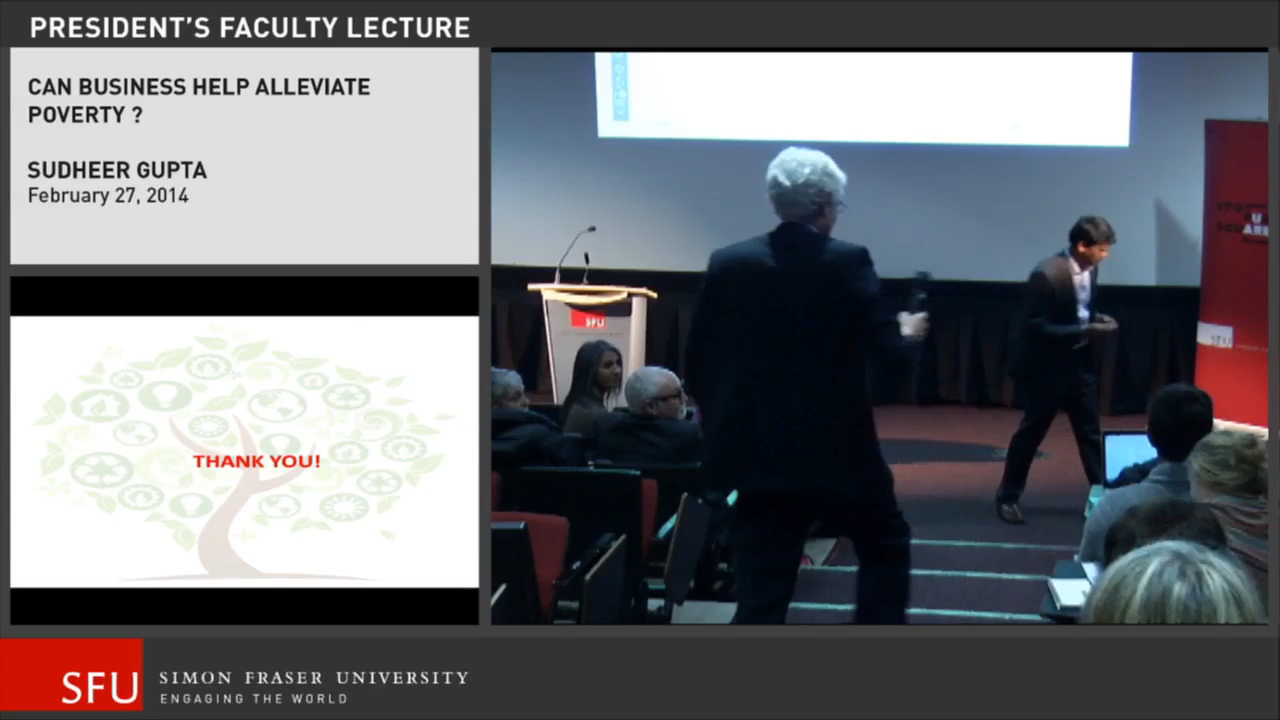 PRESIDENT'S FACULTY LECTURE
CAN BUSINESS HELP ALLEVIATE
POVERTY ?
SUDHEER GUPTA
February 27, 2014
THANK YOU!
SFU
SFU
SIMON FRASER UNIVERSITY
ENGAGING THE WORLD